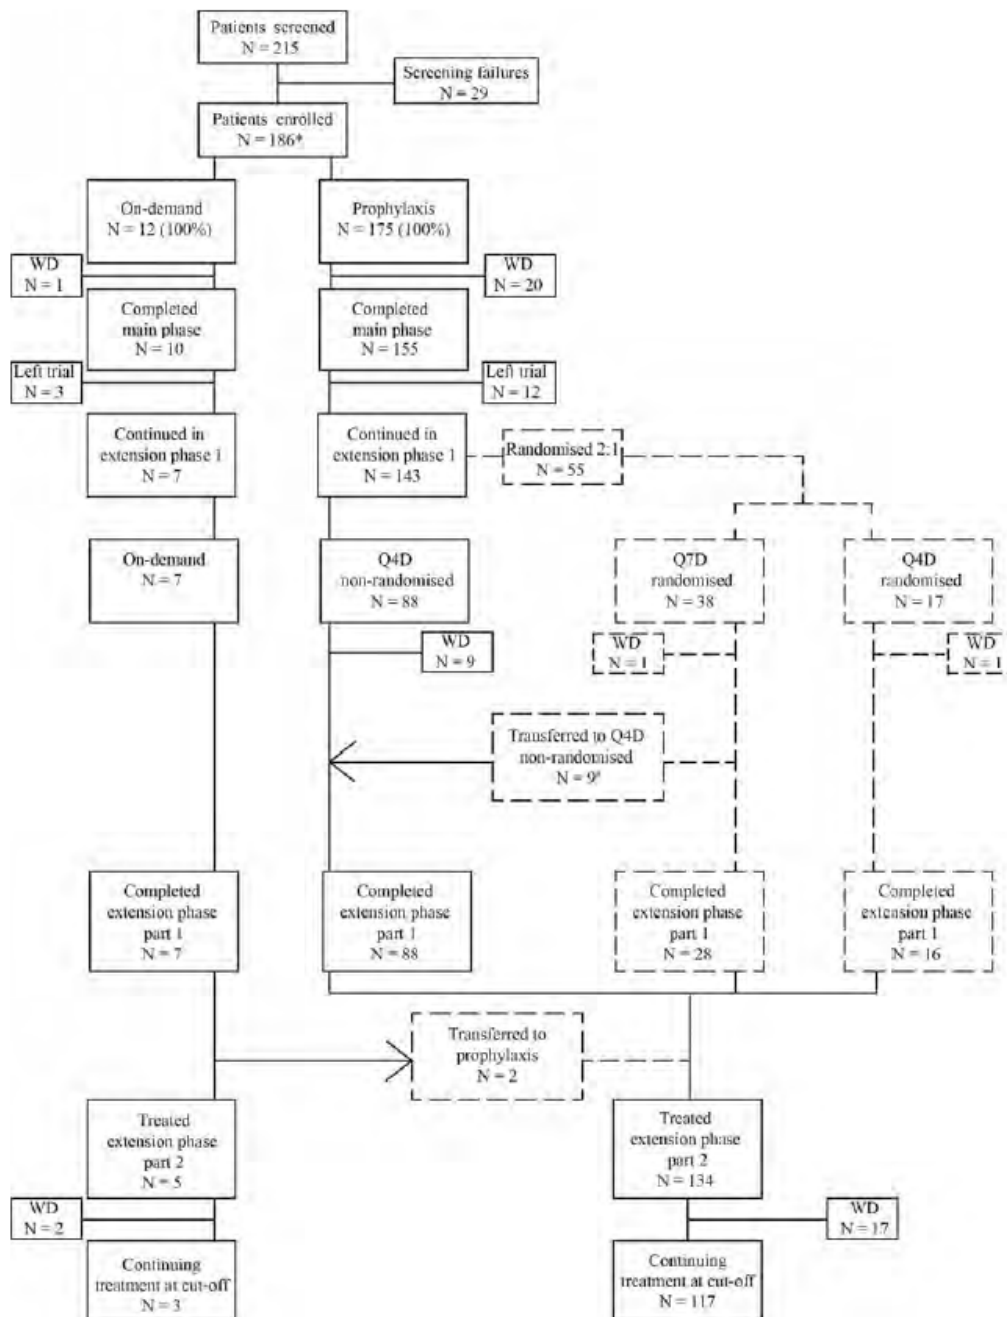 Patients screened
N = 215
Screening failures
N = 29
Patients enrolled
N = 186*
On-demand
N = 12 (100%)
Prophylaxis
N = 175 (100%)
WD
N = 1
WD
N = 20
Completed
main phase
N = 10
Completed
main phase
N = 155
Left trial
N = 3
Left trial
N = 12
Continued in
extension phase 1
N = 7
Continued in
extension phase 1
N = 143
Randomised 2:1
N = 55
On-demand
N = 7
Q4D
non-randomised
N = 88
Q7D
randomised
N = 38
Q4D
randomised
N = 17
WD
N = 9
WD
N = 1
WD
N = 1
Transferred to Q4D
non-randomised
N = 9
Completed
extension phase
part 1
N = 7
Completed
extension phase
part 1
N = 88
Completed
extension phase
part 1
N = 28
Completed
extension phase
part 1
N = 16
Transferred to
prophylaxis
N = 2
Treated
extension phase
part 2
N = 5
Treated
extension phase
part 2
N = 134
WD
N = 2
WD
N = 17
Continuing
treatment at cut-off
N = 3
Continuing
treatment at cut-off
N = 117